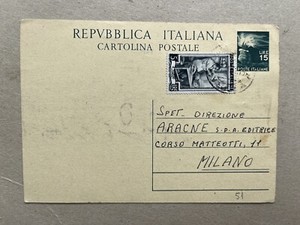 REPVBBLICA ITALIANA
CARTOLINA POSTALE
LIRE
15
POSTE ITALIANE
SPETT. DIREZIONE
ARACNE S.P.A. EDITRICE
CORSO MATTEOTTI, 11
MILANO
51